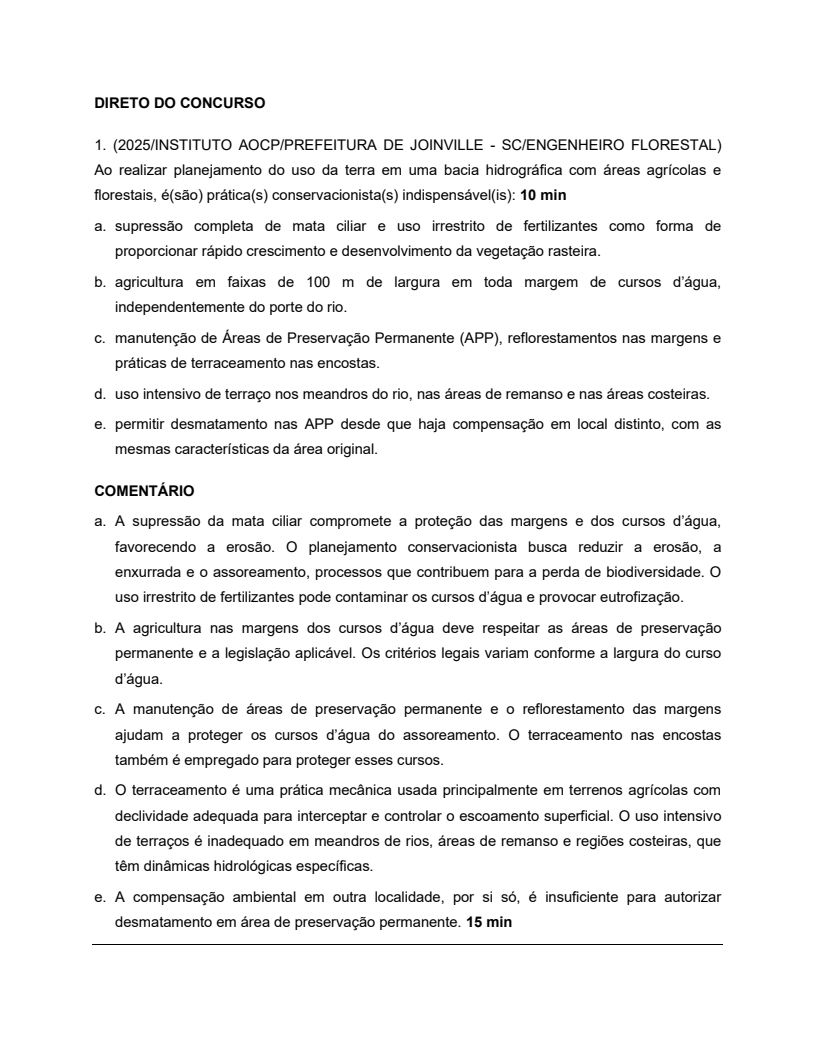 DIRETO DO CONCURSO
1. (2025/INSTITUTO AOCP/PREFEITURA DE JOINVILLE - SC/ENGENHEIRO FLORESTAL)
Ao realizar planejamento do uso da terra em uma bacia hidrográfica com áreas agrícolas e
florestais, é(são) prática(s) conservacionista(s) indispensável(is): 10 min
a. supressão completa de mata ciliar e uso irrestrito de fertilizantes como forma de
proporcionar rápido crescimento e desenvolvimento da vegetação rasteira.
b. agricultura em faixas de 100 m de largura em toda margem de cursos d’água,
independentemente do porte do rio.
c. manutenção de Áreas de Preservação Permanente (APP), reflorestamentos nas margens e
práticas de terraceamento nas encostas.
d. uso intensivo de terraço nos meandros do rio, nas áreas de remanso e nas áreas costeiras.
e. permitir desmatamento nas APP desde que haja compensação em local distinto, com as
mesmas características da área original.
COMENTÁRIO
a. A supressão da mata ciliar compromete a proteção das margens e dos cursos d’água,
favorecendo a erosão. O planejamento conservacionista busca reduzir a erosão, a
enxurrada e o assoreamento, processos que contribuem para a perda de biodiversidade. O
uso irrestrito de fertilizantes pode contaminar os cursos d’água e provocar eutrofização.
b. A agricultura nas margens dos cursos d’água deve respeitar as áreas de preservação
permanente e a legislação aplicável. Os critérios legais variam conforme a largura do curso
d’água.
c. A manutenção de áreas de preservação permanente e o reflorestamento das margens
ajudam a proteger os cursos d’água do assoreamento. O terraceamento nas encostas
também é empregado para proteger esses cursos.
d. O terraceamento é uma prática mecânica usada principalmente em terrenos agrícolas com
declividade adequada para interceptar e controlar o escoamento superficial. O uso intensivo
de terraços é inadequado em meandros de rios, áreas de remanso e regiões costeiras, que
têm dinâmicas hidrológicas específicas.
e. A compensação ambiental em outra localidade, por si só, é insuficiente para autorizar
desmatamento em área de preservação permanente. 15 min